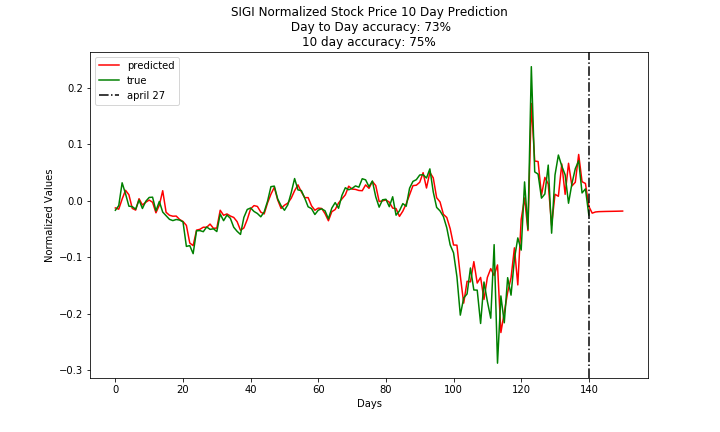 SIGI Normalized Stock Price 10 Day Prediction
Day to Day accuracy: 73%
10 day accuracy: 75%
predicted
true
april 27
0.2
0.1
0.0
−0.1
−0.2
−0.3
Normalized Values
0
20
40
60
80
100
120
140
Days